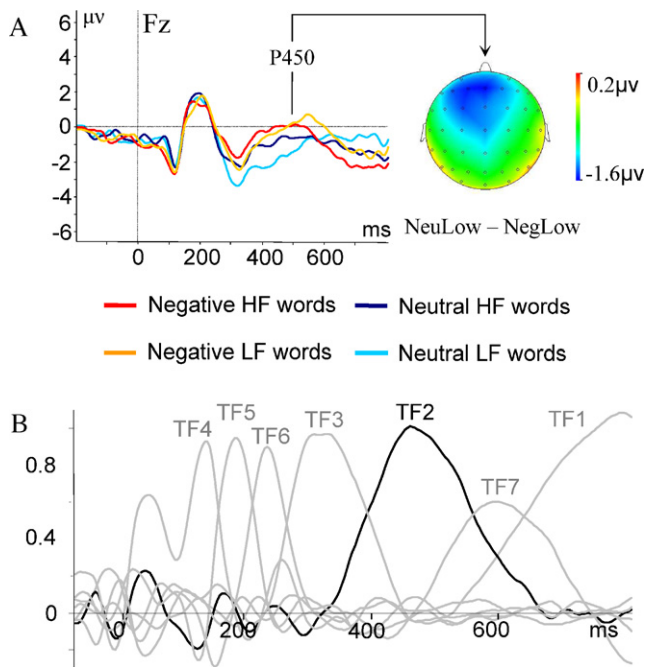 A
μv
Fz
6
4
2
0
-2
-4
-6
P450
0
200
400
600
ms
0.2μv
-1.6μv
NeuLow – NegLow
Negative HF words
Neutral HF words
Negative LF words
Neutral LF words
B
0.8
0.4
0
TF4
TF5
TF6
TF3
TF2
TF7
TF1
0
200
400
600
ms